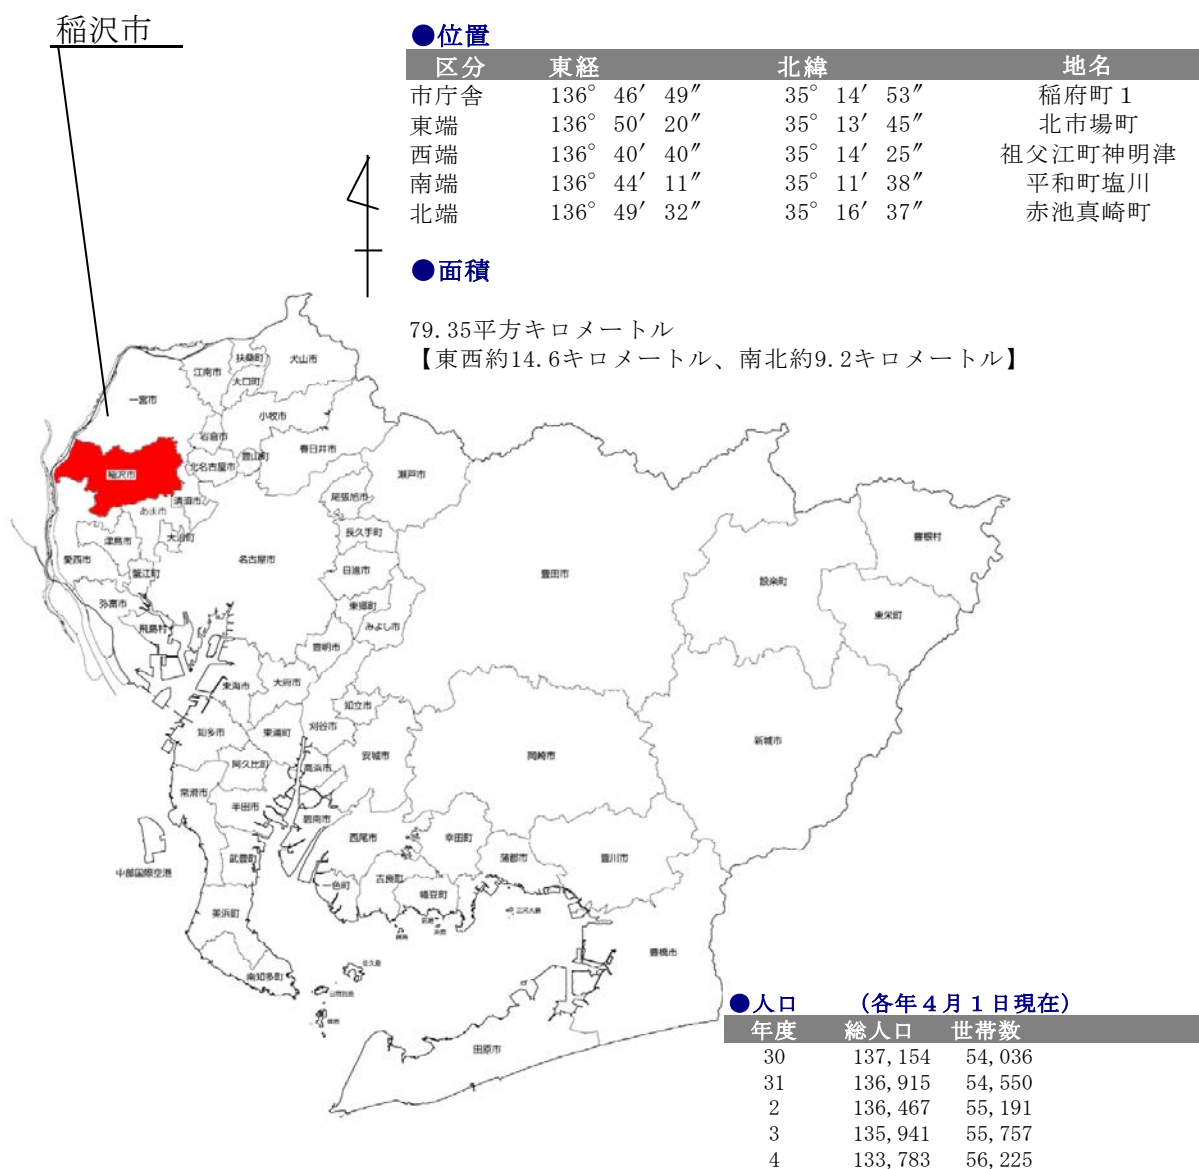 稲沢市
●位置
区分 東経 北緯 地名
市庁舎 136° 46′ 49″ 35° 14′ 53″ 稲府町１
東端 136° 50′ 20″ 35° 13′ 45″ 北市場町
西端 136° 40′ 40″ 35° 14′ 25″ 祖父江町神明津
南端 136° 44′ 11″ 35° 11′ 38″ 平和町塩川
北端 136° 49′ 32″ 35° 16′ 37″ 赤池真崎町
●面積
79.35平方キロメートル
【東西約14.6キロメートル、南北約9.2キロメートル】
扶桑町
犬山市
江南市
大口町
一宮市
小牧市
岩倉市
春日井市
豊山町
北名古屋市
瀬戸市
稲沢市
清須市
尾張旭市
あま市
長久手町
大治町
津島市
豊根村
愛西市
名古屋市
日進市
豊田市
蟹江町
設楽町
弥富市
東郷町
東栄町
飛島村
みよし市
豊明市
東海市
大府市
知立市
知多市
東浦町
刈谷市
新城市
安城市
岡崎市
阿久比町
高浜市
常滑市
半田市
碧南市
西尾市
幸田町
武豊町
蒲郡市
豊川市
中部国際空港
一色町
吉良町
幡豆町
美浜町
三河大島
豊橋市
佐久島
南知多町
日間賀島
田原市
●人口 （各年４月１日現在）
年度 総人口 世帯数
30 137,154 54,036
31 136,915 54,550
2 136,467 55,191
3 135,941 55,757
4 133,783 56,225